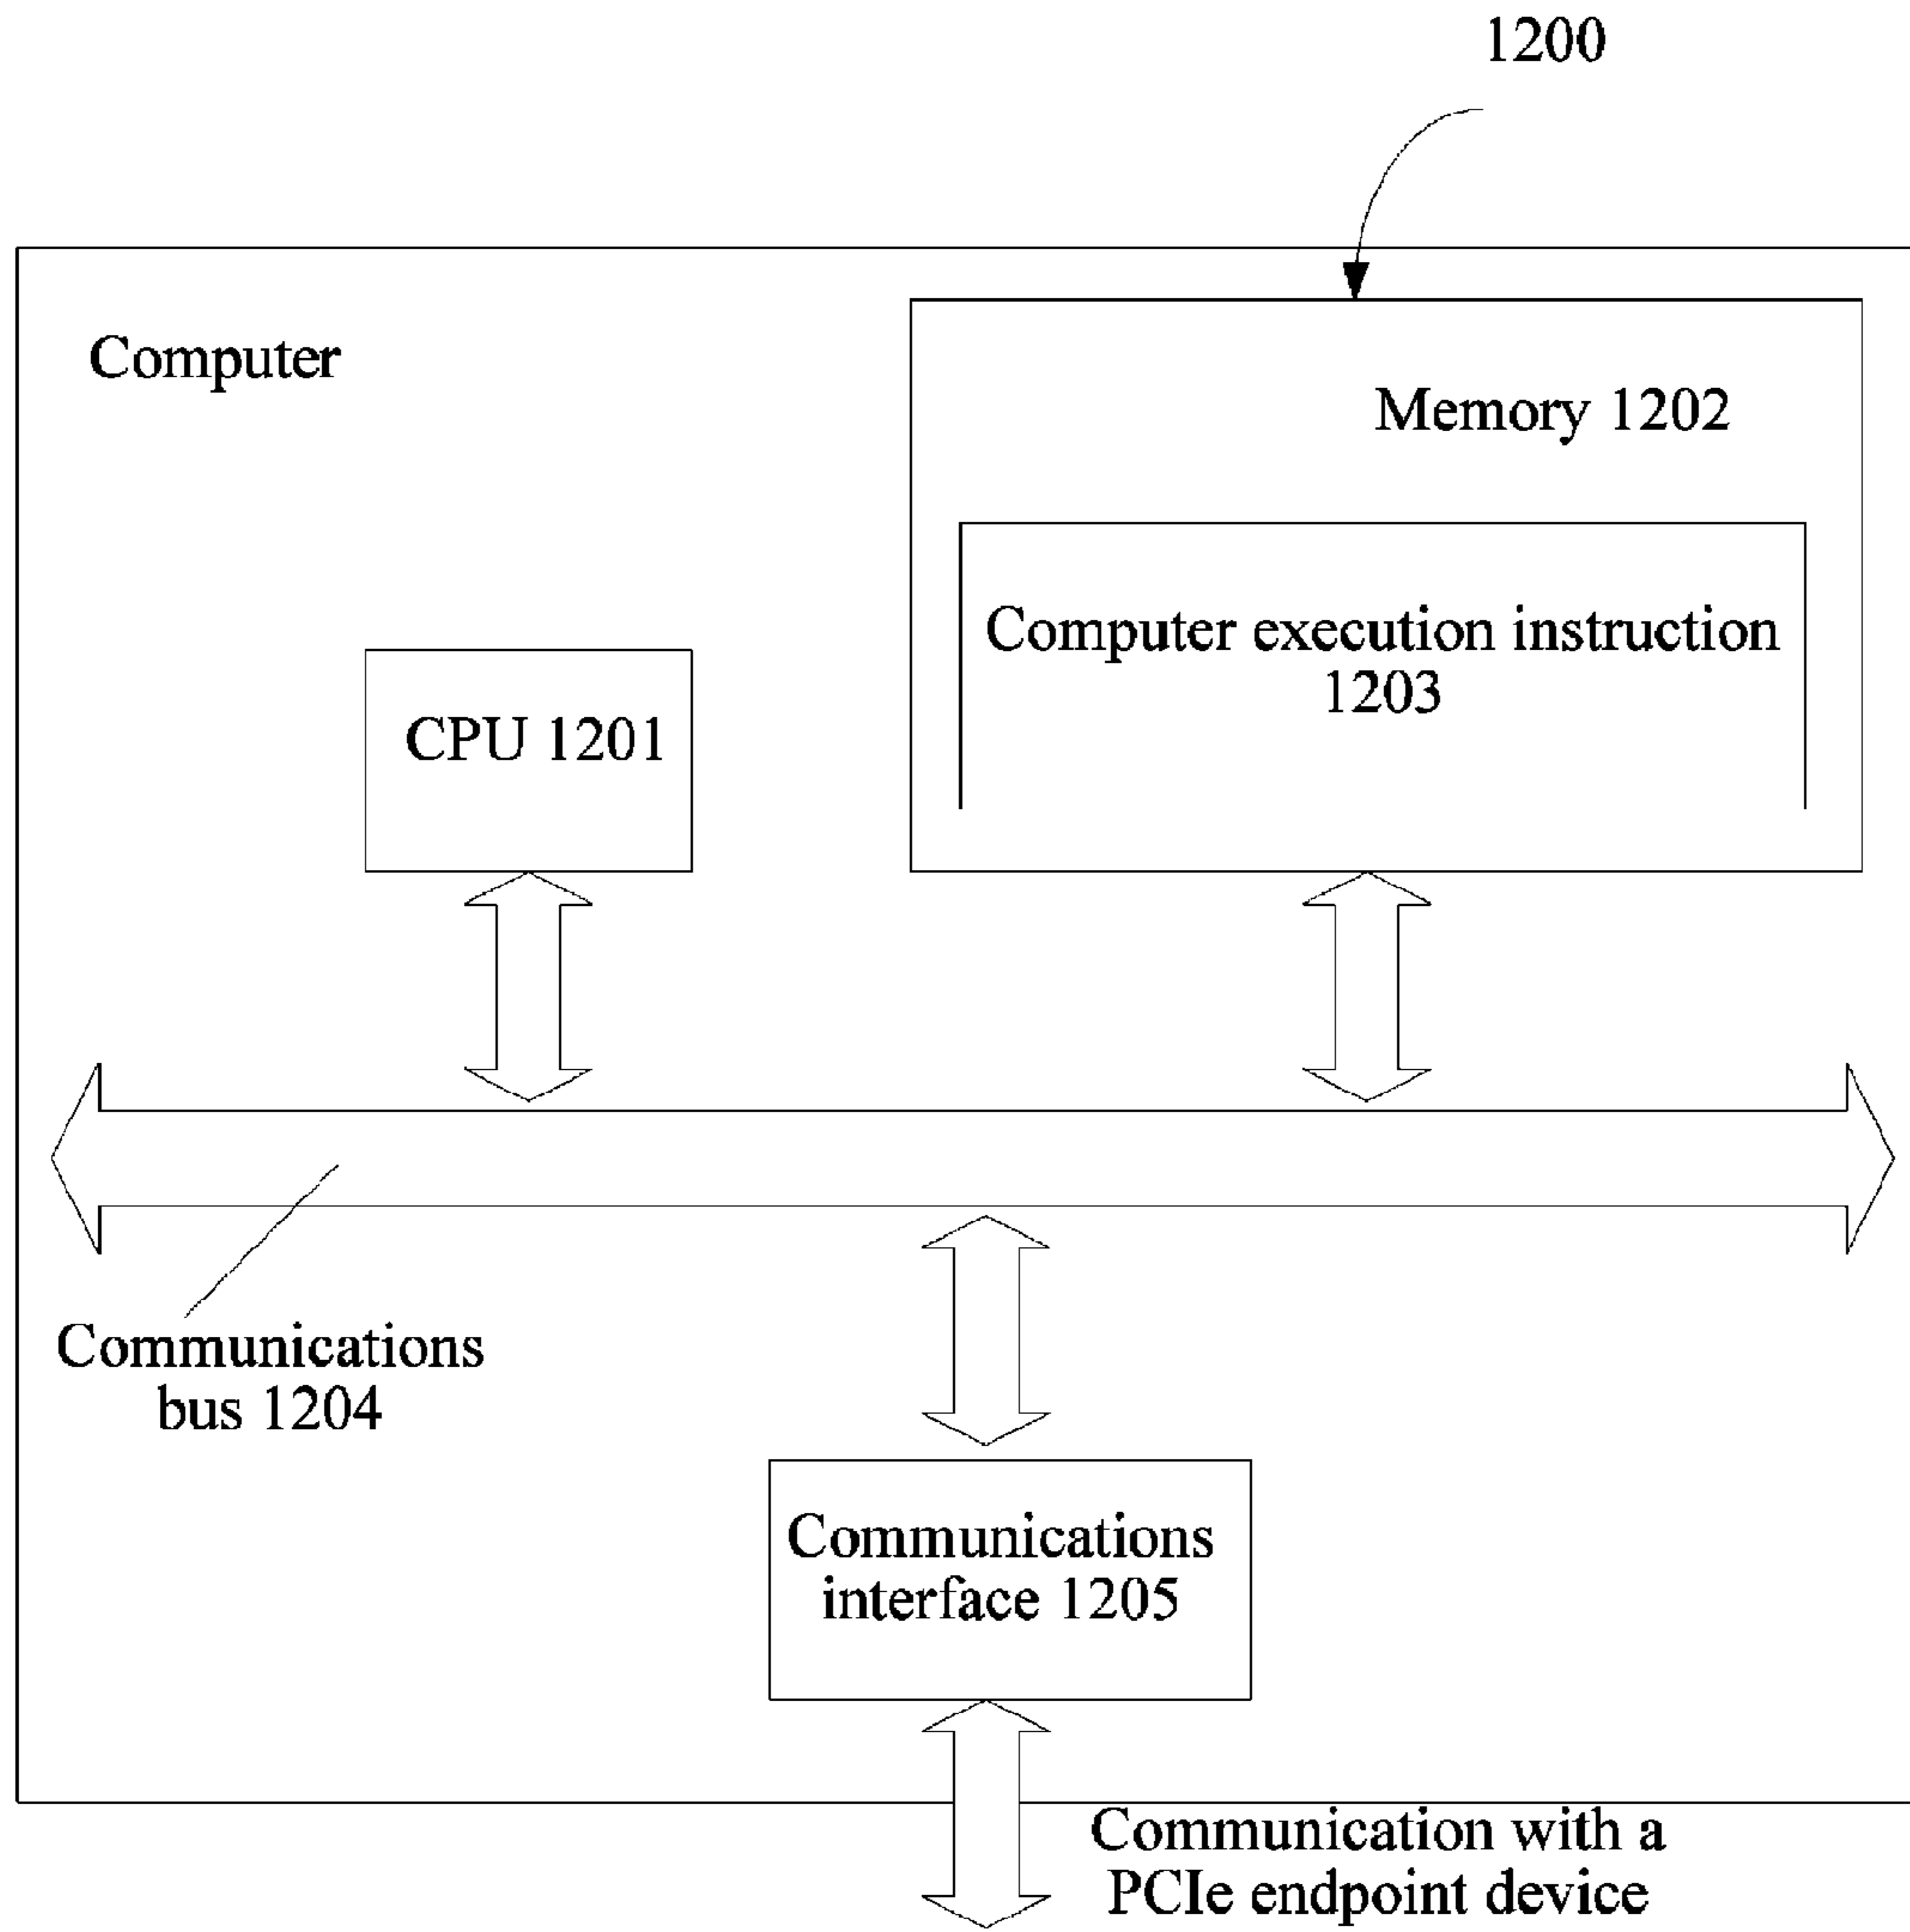 1200
Computer
Memory 1202
Computer execution instruction
1203
CPU 1201
Communications
bus 1204
Communications
interface 1205
Communication with a
PCIe endpoint device